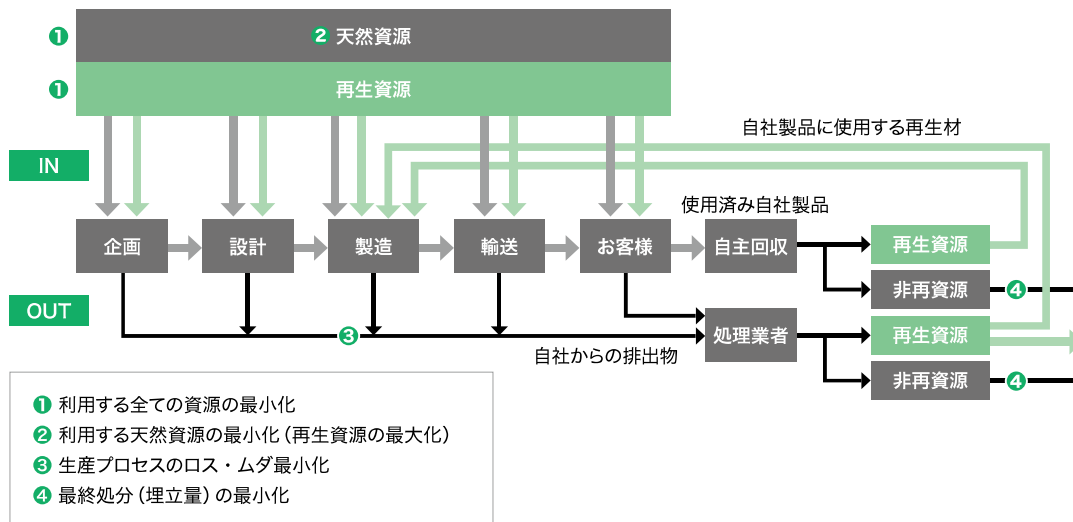 ❶
❷ 天然資源
❶
再生資源
自社製品に使用する再生材
IN
使用済み自社製品
企画
設計
製造
輸送
お客様
自主回収
再生資源
非再資源
❹
OUT
❸
自社からの排出物
処理業者
再生資源
非再資源
❹
❶ 利用する全ての資源の最小化
❷ 利用する天然資源の最小化(再生資源の最大化)
❸ 生産プロセスのロス・ムダ最小化
❹ 最終処分(埋立量)の最小化